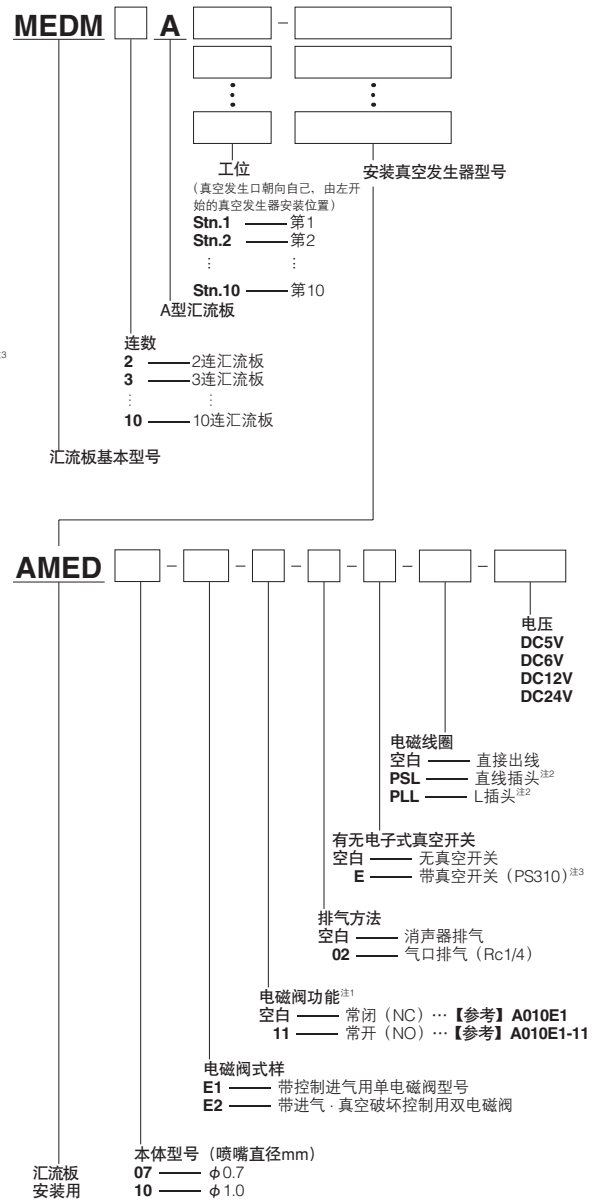 MEDM A -
工位
(真空发生口朝向自己，由左开
始的真空发生器安装位置)
Stn.1 第1
Stn.2 第2
⋮ ⋮
Stn.10 第10
安装真空发生器型号
A型汇流板
连数
2 2连汇流板
3 3连汇流板
⋮ ⋮
10 10连汇流板
注3
汇流板基本型号
AMED - - - - - -
电压
DC5V
DC6V
DC12V
DC24V
电磁线圈
空白 直接出线
PSL 直线插头注2
PLL L插头注2
有无电子式真空开关
空白 无真空开关
E 带真空开关（PS310）注3
排气方法
空白 消声器排气
02 气口排气（Rc1/4）
电磁阀功能注1
空白 常闭（NC）…【参考】A010E1
11 常开（NO）…【参考】A010E1-11
电磁阀式样
E1 带控制进气用单电磁阀型号
E2 带进气·真空破坏控制用双电磁阀
本体型号（喷嘴直径mm）
07 φ0.7
10 φ1.0
汇流板
安装用